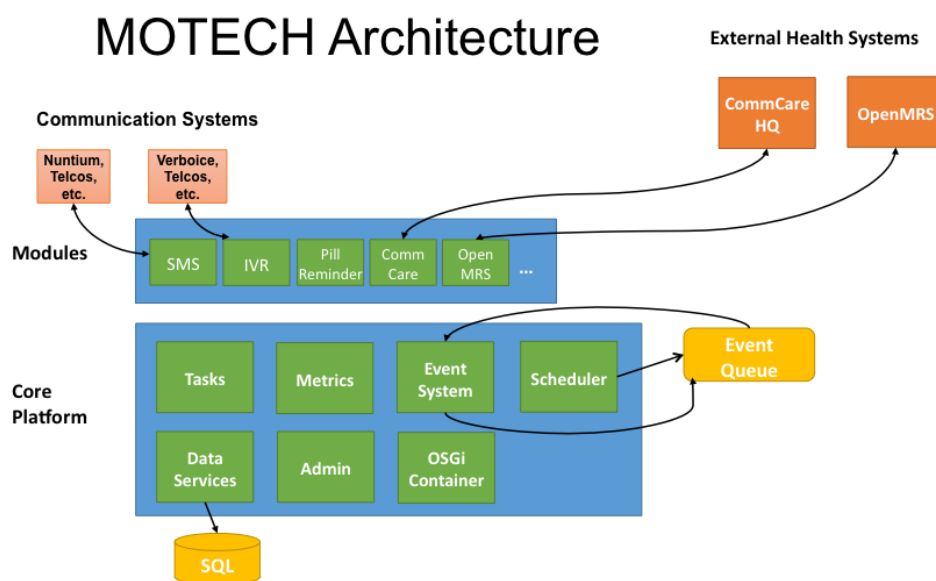 MOTECH Architecture
External Health Systems
CommCare
HQ
OpenMRS
Communication Systems
Nuntium,
Telcos,
etc.
Verboice,
Telcos,
etc.
Modules
SMS
IVR
Pill
Reminder
Comm
Care
Open
MRS
...
Core
Platform
Tasks
Metrics
Event
System
Scheduler
Event
Queue
Data
Services
Admin
OSGi
Container
SQL